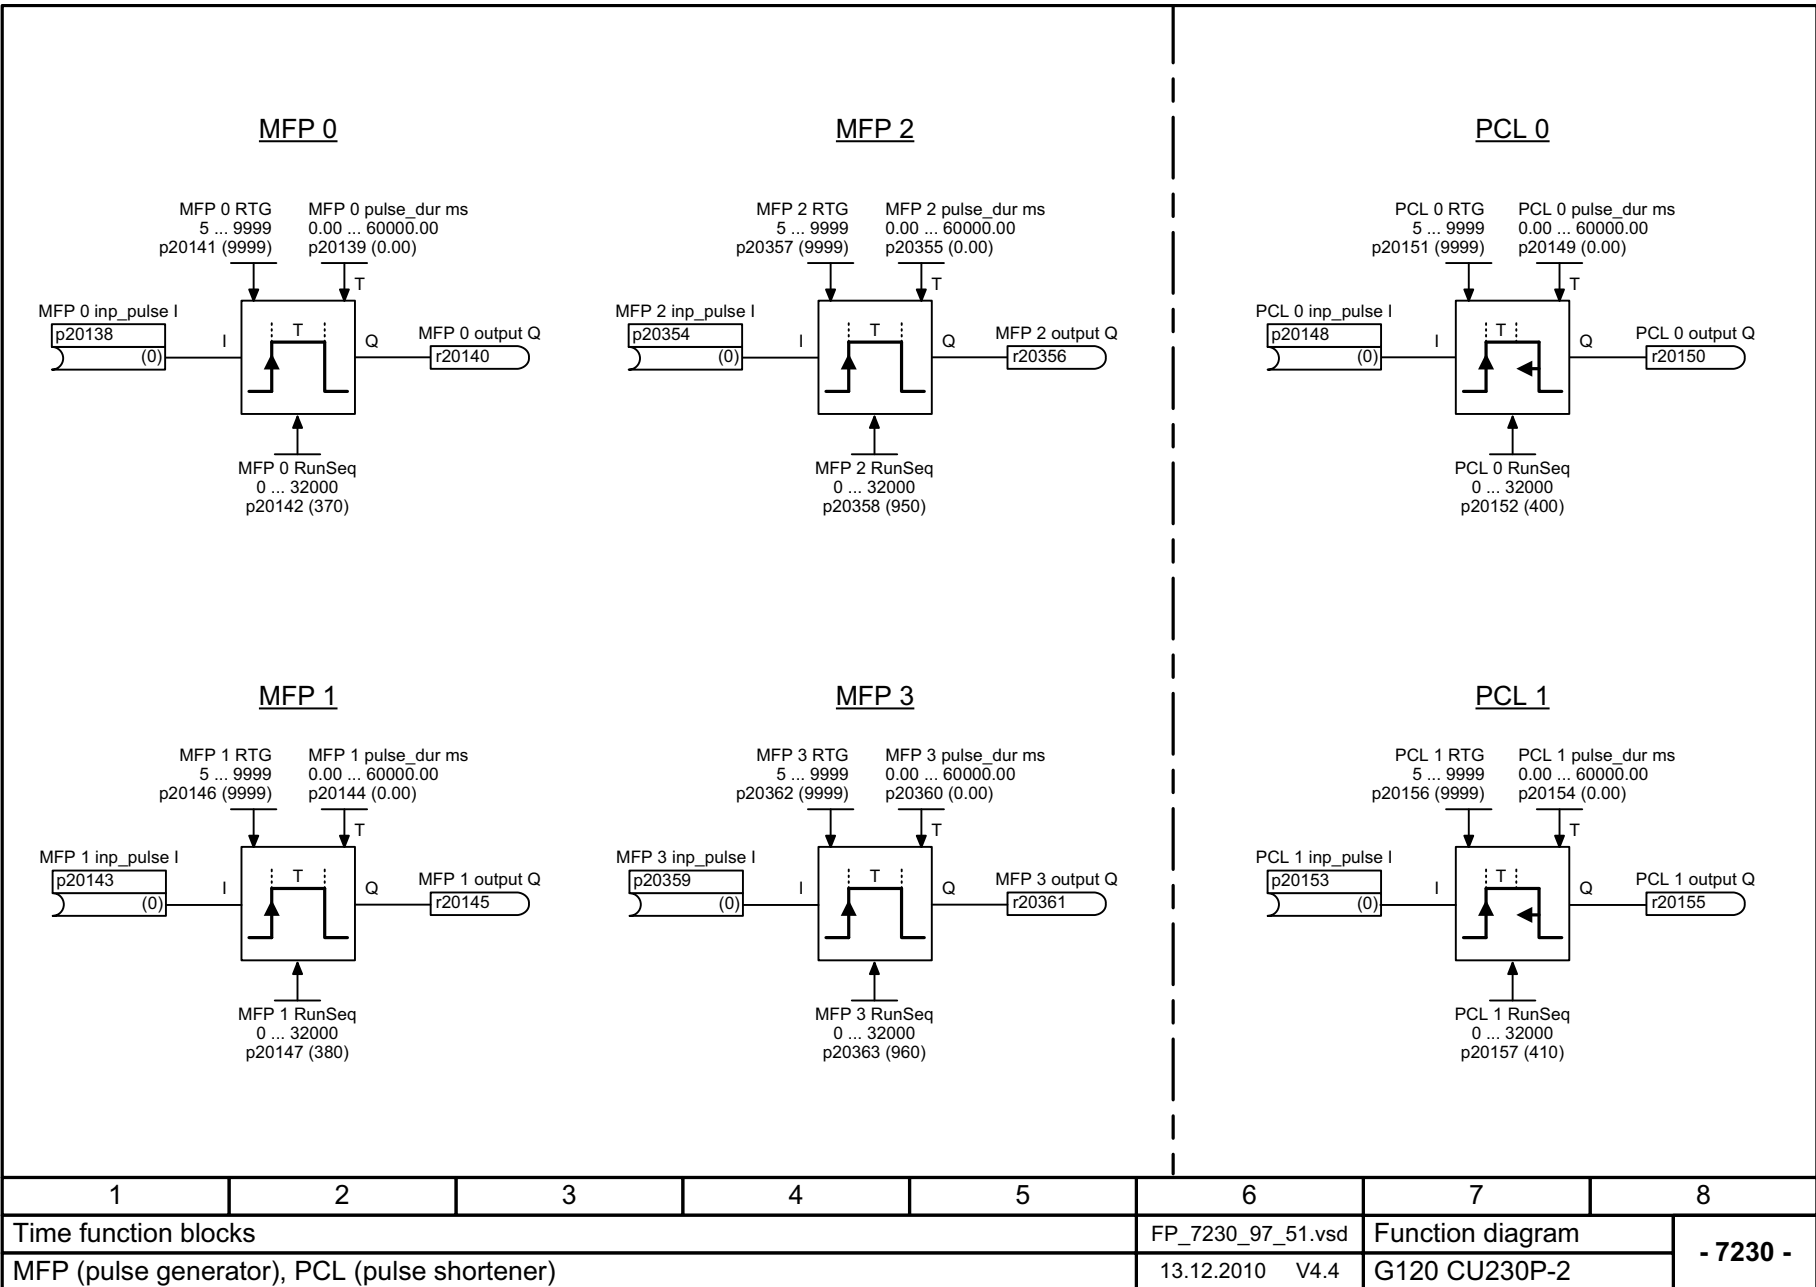 MFP 0
MFP 0 RTG
5 ... 9999
p20141 (9999)
MFP 0 pulse_dur ms
0.00 ... 60000.00
p20139 (0.00)
T
MFP 0 inp_pulse I
p20138
(0)
I
T
Q
MFP 0 output Q
r20140
MFP 0 RunSeq
0 ... 32000
p20142 (370)
MFP 2
MFP 2 RTG
5 ... 9999
p20357 (9999)
MFP 2 pulse_dur ms
0.00 ... 60000.00
p20355 (0.00)
T
MFP 2 inp_pulse I
p20354
(0)
I
T
Q
MFP 2 output Q
r20356
MFP 2 RunSeq
0 ... 32000
p20358 (950)
PCL 0
PCL 0 RTG
5 ... 9999
p20151 (9999)
PCL 0 pulse_dur ms
0.00 ... 60000.00
p20149 (0.00)
T
PCL 0 inp_pulse I
p20148
(0)
I
T
Q
PCL 0 output Q
r20150
PCL 0 RunSeq
0 ... 32000
p20152 (400)
MFP 1
MFP 1 RTG
5 ... 9999
p20146 (9999)
MFP 1 pulse_dur ms
0.00 ... 60000.00
p20144 (0.00)
T
MFP 1 inp_pulse I
p20143
(0)
I
T
Q
MFP 1 output Q
r20145
MFP 1 RunSeq
0 ... 32000
p20147 (380)
MFP 3
MFP 3 RTG
5 ... 9999
p20362 (9999)
MFP 3 pulse_dur ms
0.00 ... 60000.00
p20360 (0.00)
T
MFP 3 inp_pulse I
p20359
(0)
I
T
Q
MFP 3 output Q
r20361
MFP 3 RunSeq
0 ... 32000
p20363 (960)
PCL 1
PCL 1 RTG
5 ... 9999
p20156 (9999)
PCL 1 pulse_dur ms
0.00 ... 60000.00
p20154 (0.00)
T
PCL 1 inp_pulse I
p20153
(0)
I
T
Q
PCL 1 output Q
r20155
PCL 1 RunSeq
0 ... 32000
p20157 (410)
1 2 3 4 5 6 7 8
Time function blocks
FP_7230_97_51.vsd
Function diagram
- 7230 -
MFP (pulse generator), PCL (pulse shortener)
13.12.2010 V4.4
G120 CU230P-2